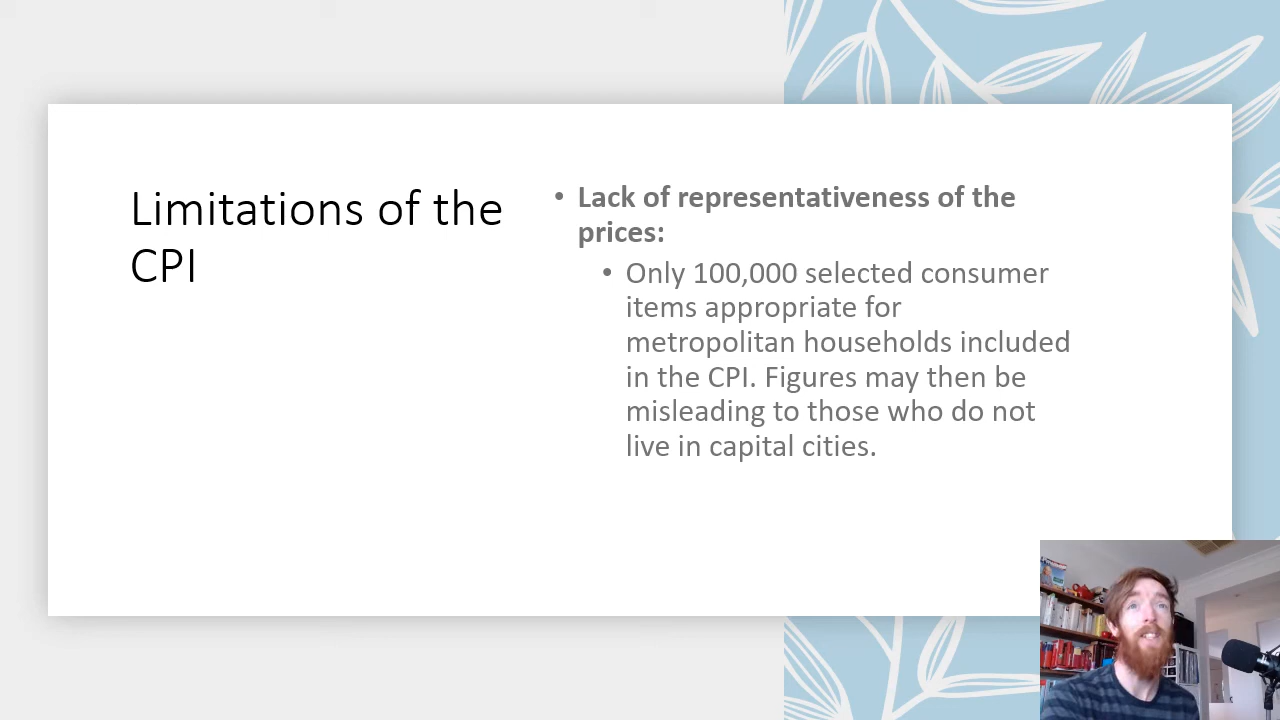 Limitations of the
CPI
• Lack of representativeness of the
prices:
• Only 100,000 selected consumer
items appropriate for
metropolitan households included
in the CPI. Figures may then be
misleading to those who do not
live in capital cities.